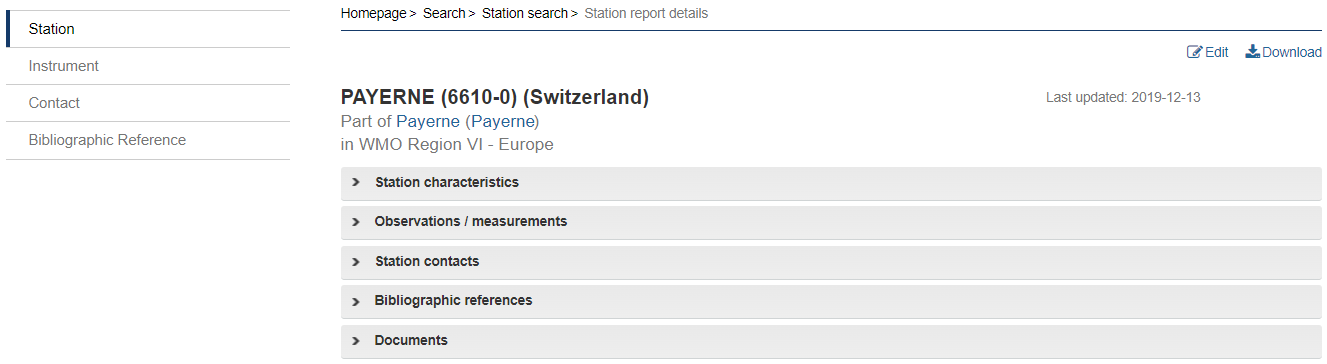 Station
Instrument
Contact
Bibliographic Reference
Homepage > Search > Station search > Station report details
Edit Download
PAYERNE (6610-0) (Switzerland)
Last updated: 2019-12-13
Part of Payerne (Payerne)
in WMO Region VI - Europe
Station characteristics
Observations / measurements
Station contacts
Bibliographic references
Documents